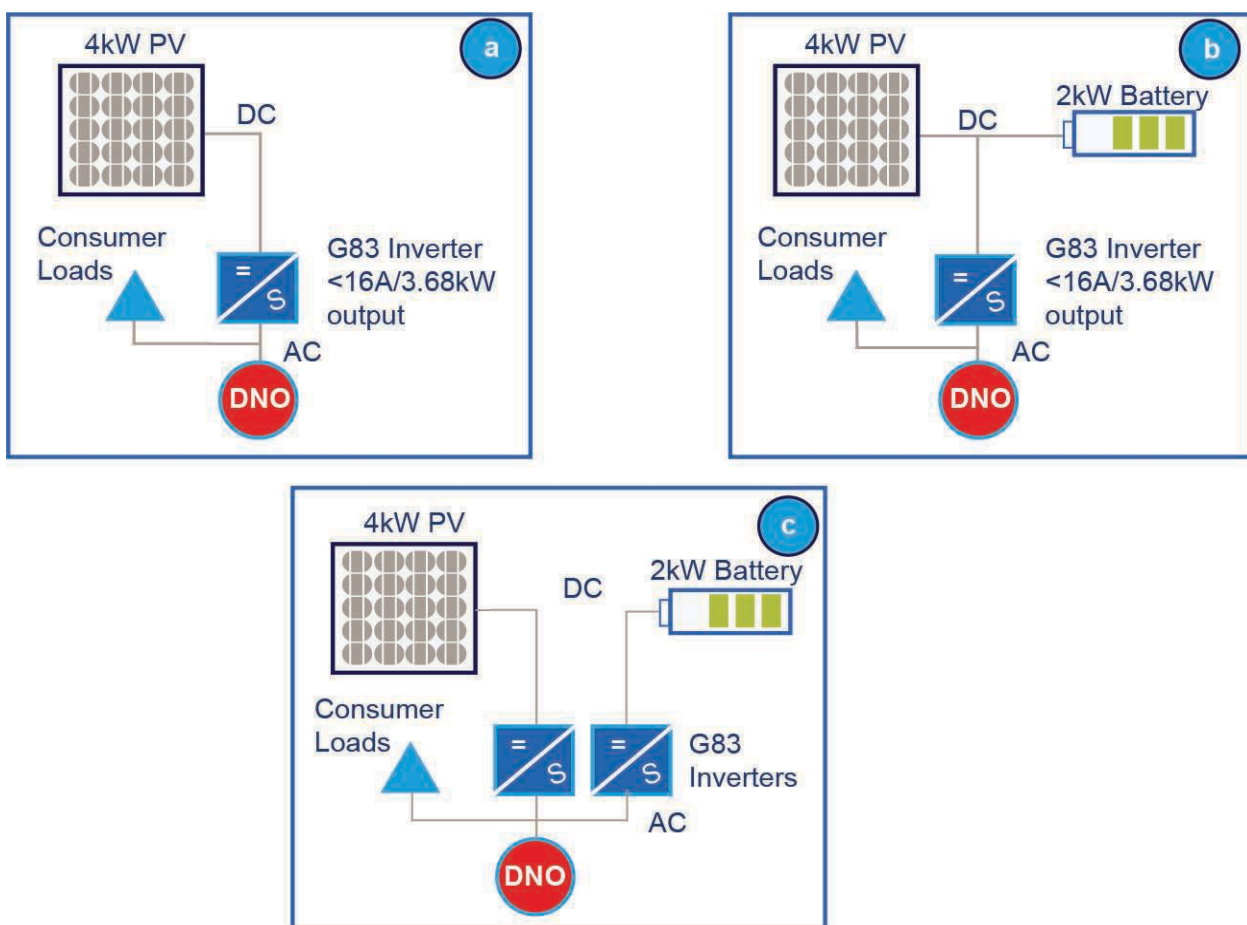 a
4kW PV
DC
Consumer
Loads
=
S
G83 Inverter
<16A/3.68kW
output
AC
DNO
b
4kW PV
2kW Battery
DC
Consumer
Loads
=
S
G83 Inverter
<16A/3.68kW
output
AC
DNO
c
4kW PV
2kW Battery
DC
Consumer
Loads
=
S
=
S
G83
Inverters
AC
DNO